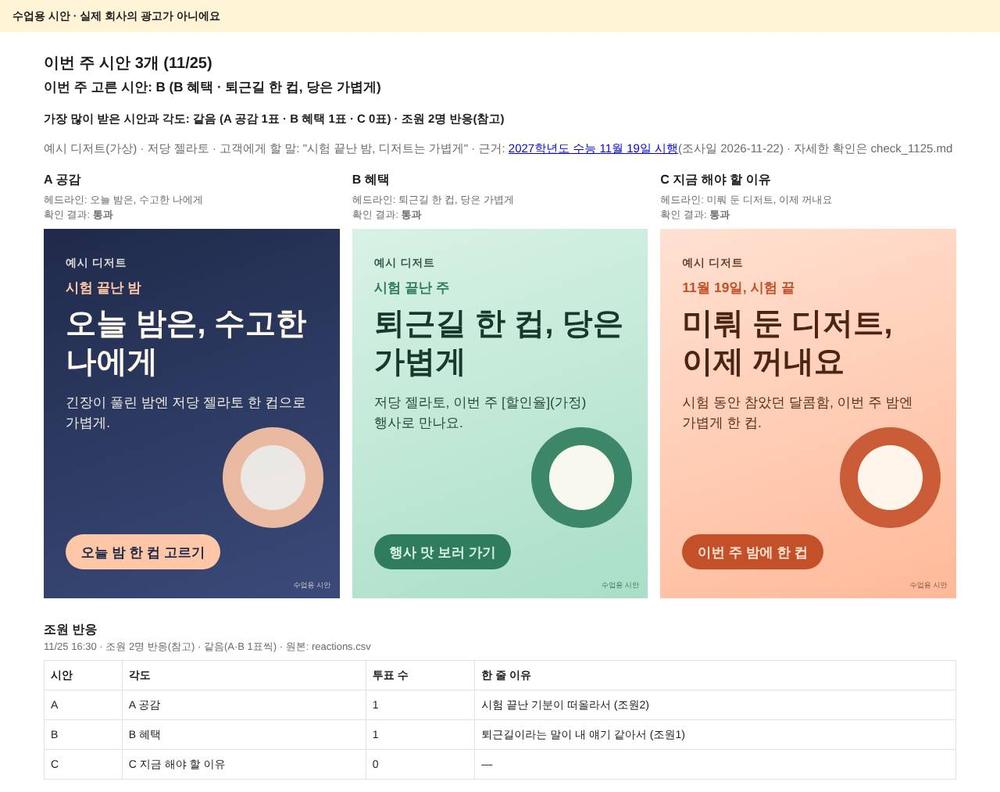 수업용 시안 · 실제 회사의 광고가 아니에요
이번 주 시안 3개 (11/25)
이번 주 고른 시안: B (B 혜택 · 퇴근길 한 컵, 당은 가볍게)
가장 많이 받은 시안과 각도: 같음 (A 공감 1표 · B 혜택 1표 · C 0표) · 조원 2명 반응(참고)
예시 디저트(가상) · 저당 젤라토 · 고객에게 할 말: "시험 끝난 밤, 디저트는 가볍게" · 근거: 2027학년도 수능 11월 19일 시행(조사일 2026-11-22) · 자세한 확인은 check_1125.md
A 공감
헤드라인: 오늘 밤은, 수고한 나에게
확인 결과: 통과
예시 디저트
시험 끝난 밤
오늘 밤은, 수고한
나에게
긴장이 풀린 밤엔 저당 젤라토 한 컵으로
가볍게.
오늘 밤 한 컵 고르기
수업용 시안
B 혜택
헤드라인: 퇴근길 한 컵, 당은 가볍게
확인 결과: 통과
예시 디저트
시험 끝난 주
퇴근길 한 컵, 당은
가볍게
저당 젤라토, 이번 주 [할인율](가정)
행사로 만나요.
행사 맛 보러 가기
수업용 시안
C 지금 해야 할 이유
헤드라인: 미뤄 둔 디저트, 이제 꺼내요
확인 결과: 통과
예시 디저트
11월 19일, 시험 끝
미뤄 둔 디저트,
이제 꺼내요
시험 동안 참았던 달콤함, 이번 주 밤엔
가볍게 한 컵.
이번 주 밤에 한 컵
수업용 시안
조원 반응
11/25 16:30 · 조원 2명 반응(참고) · 같음(A·B 1표씩) · 원본: reactions.csv
시안 각도 투표 수 한 줄 이유
A A 공감 1 시험 끝난 기분이 떠올라서 (조원2)
B B 혜택 1 퇴근길이라는 말이 내 얘기 같아서 (조원1)
C C 지금 해야 할 이유 0 —